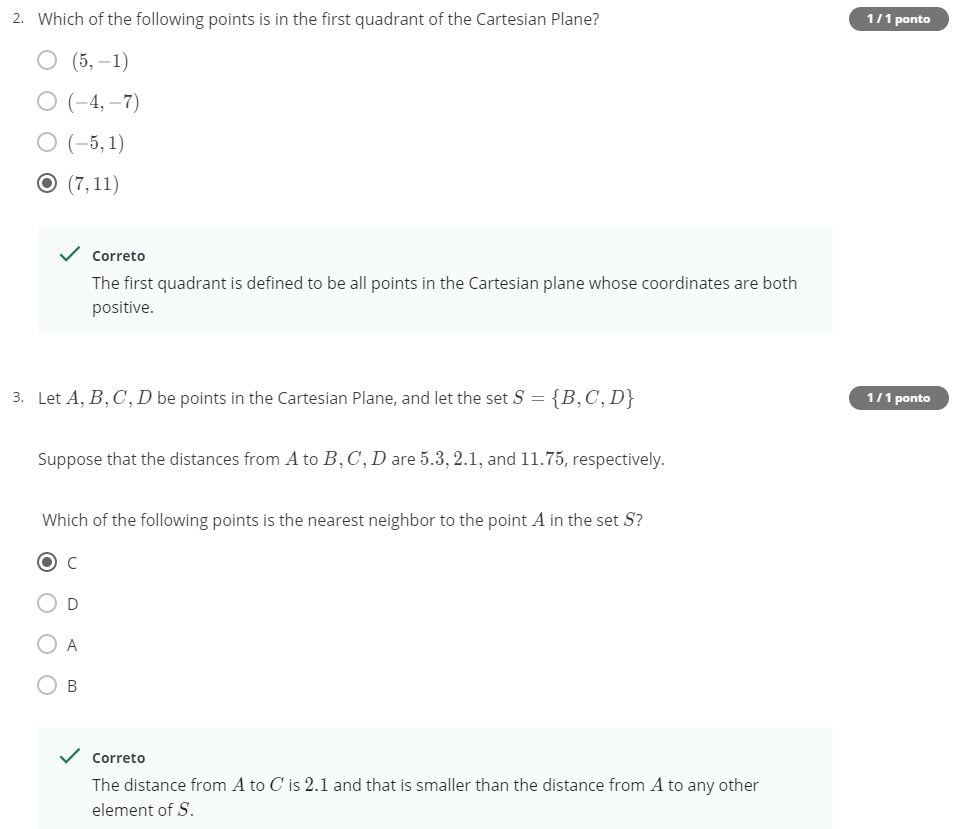 2. Which of the following points is in the first quadrant of the Cartesian Plane?
1 / 1 ponto
(5, −1)
(−4, −7)
(−5, 1)
(7, 11)
Correto
The first quadrant is defined to be all points in the Cartesian plane whose coordinates are both
positive.
3. Let A, B, C, D be points in the Cartesian Plane, and let the set S = {B, C, D}
1 / 1 ponto
Suppose that the distances from A to B, C, D are 5.3, 2.1, and 11.75, respectively.
Which of the following points is the nearest neighbor to the point A in the set S?
C
D
A
B
Correto
The distance from A to C is 2.1 and that is smaller than the distance from A to any other
element of S.